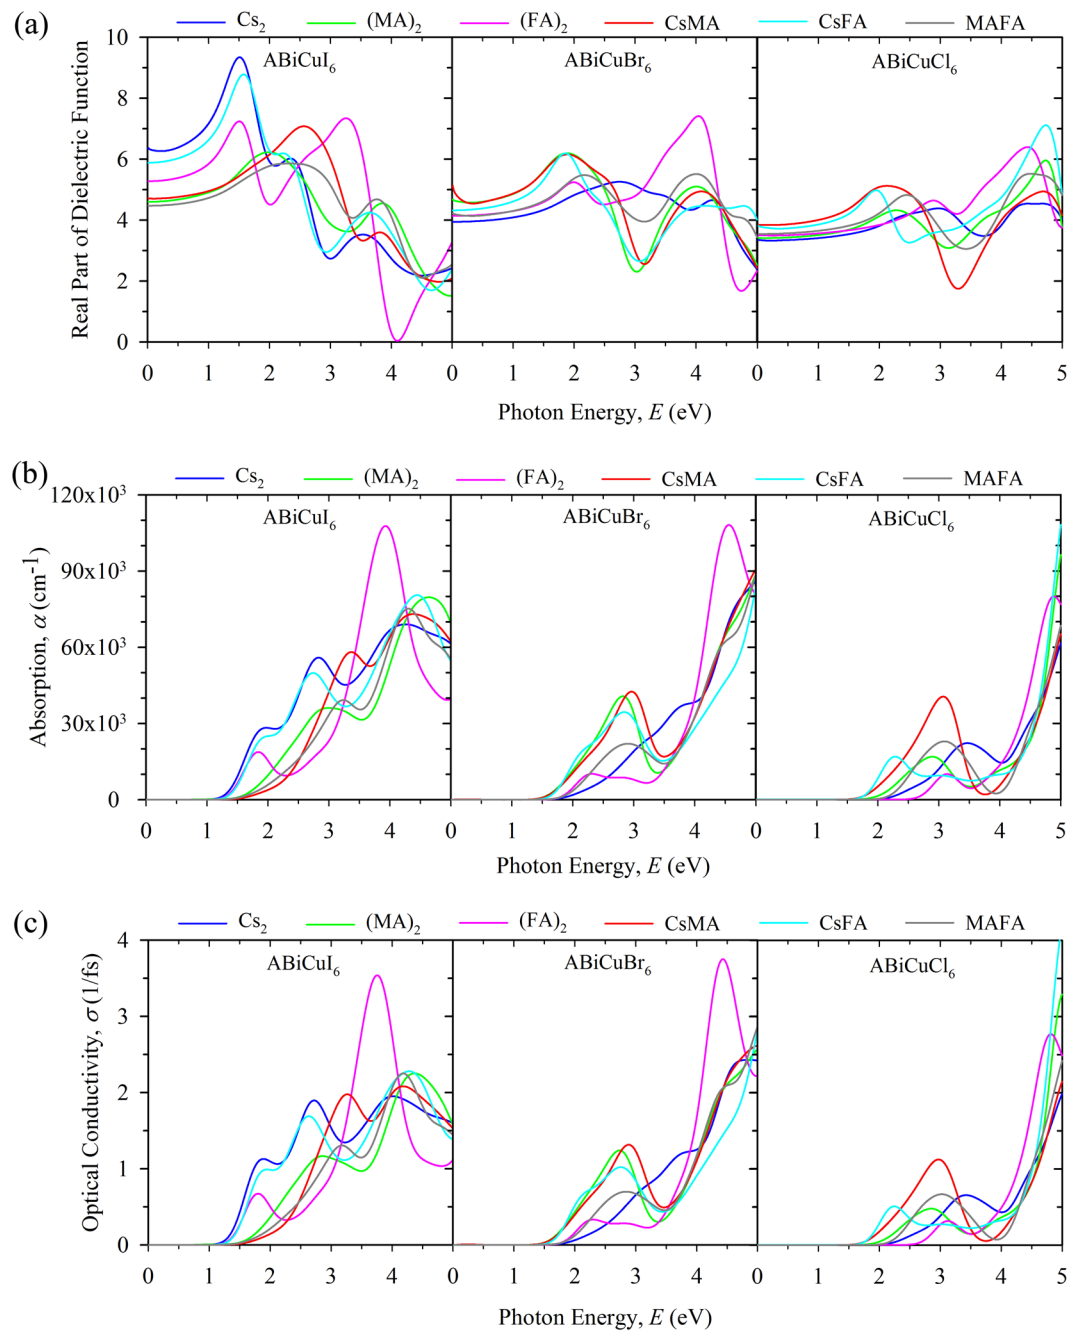 (a)
Cs2 (MA)2 (FA)2 CsMA CsFA MAFA
Real Part of Dielectric Function
10
8
6
4
2
0
ABiCuI6 ABiCuBr6 ABiCuCl6
0 1 2 3 4 0 1 2 3 4 0 1 2 3 4 5
Photon Energy, E (eV)
(b)
Cs2 (MA)2 (FA)2 CsMA CsFA MAFA
Absorption, α (cm-1)
120x10³
90x10³
60x10³
30x10³
0
ABiCuI6 ABiCuBr6 ABiCuCl6
0 1 2 3 4 0 1 2 3 4 0 1 2 3 4 5
Photon Energy, E (eV)
(c)
Cs2 (MA)2 (FA)2 CsMA CsFA MAFA
Optical Conductivity, σ (1/fs)
4
3
2
1
0
ABiCuI6 ABiCuBr6 ABiCuCl6
0 1 2 3 4 0 1 2 3 4 0 1 2 3 4 5
Photon Energy, E (eV)